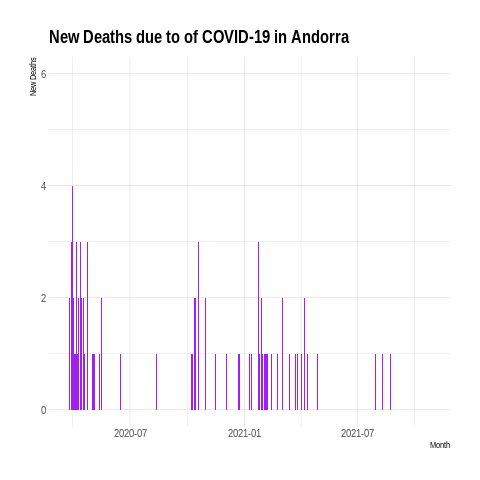 New Deaths due to of COVID-19 in Andorra
New Deaths
6
4
2
0
2020-07
2021-01
2021-07
Month